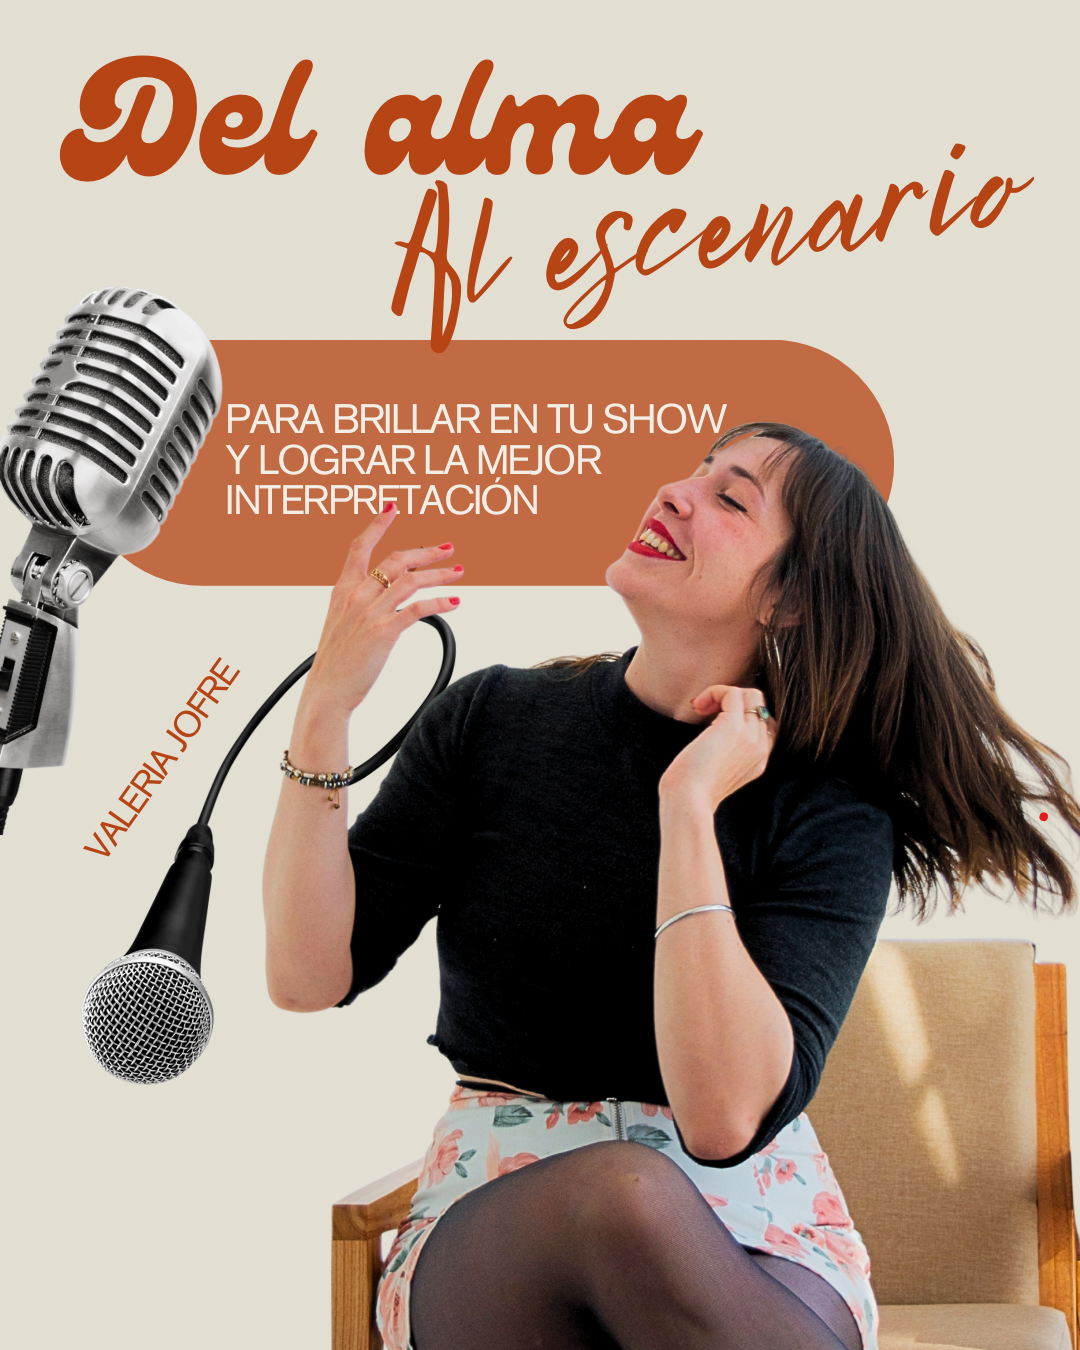 Del alma
Al escenario
PARA BRILLAR EN TU SHOW
Y LOGRAR LA MEJOR
INTERPRETACIÓN
VALERIA JOFRE